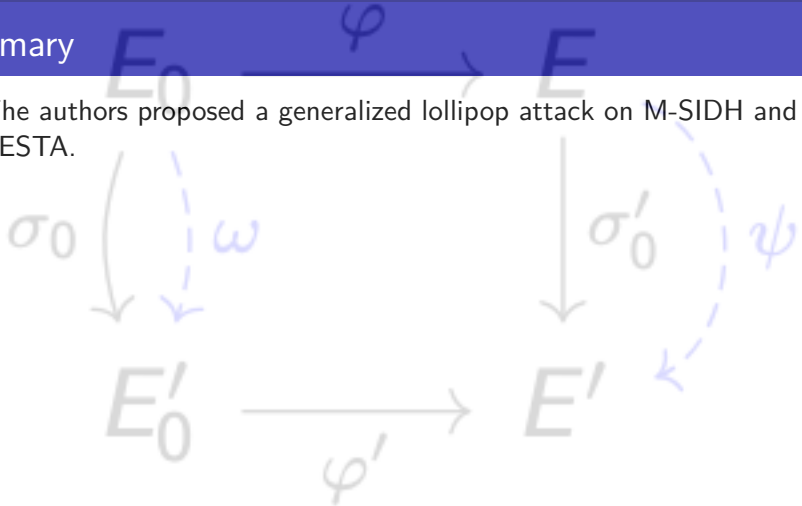 mary
φ
E₀ E
he authors proposed a generalized lollipop attack on M-SIDH and
ESTA.
σ₀ ω σ′₀ ψ
E′₀ E′
φ′